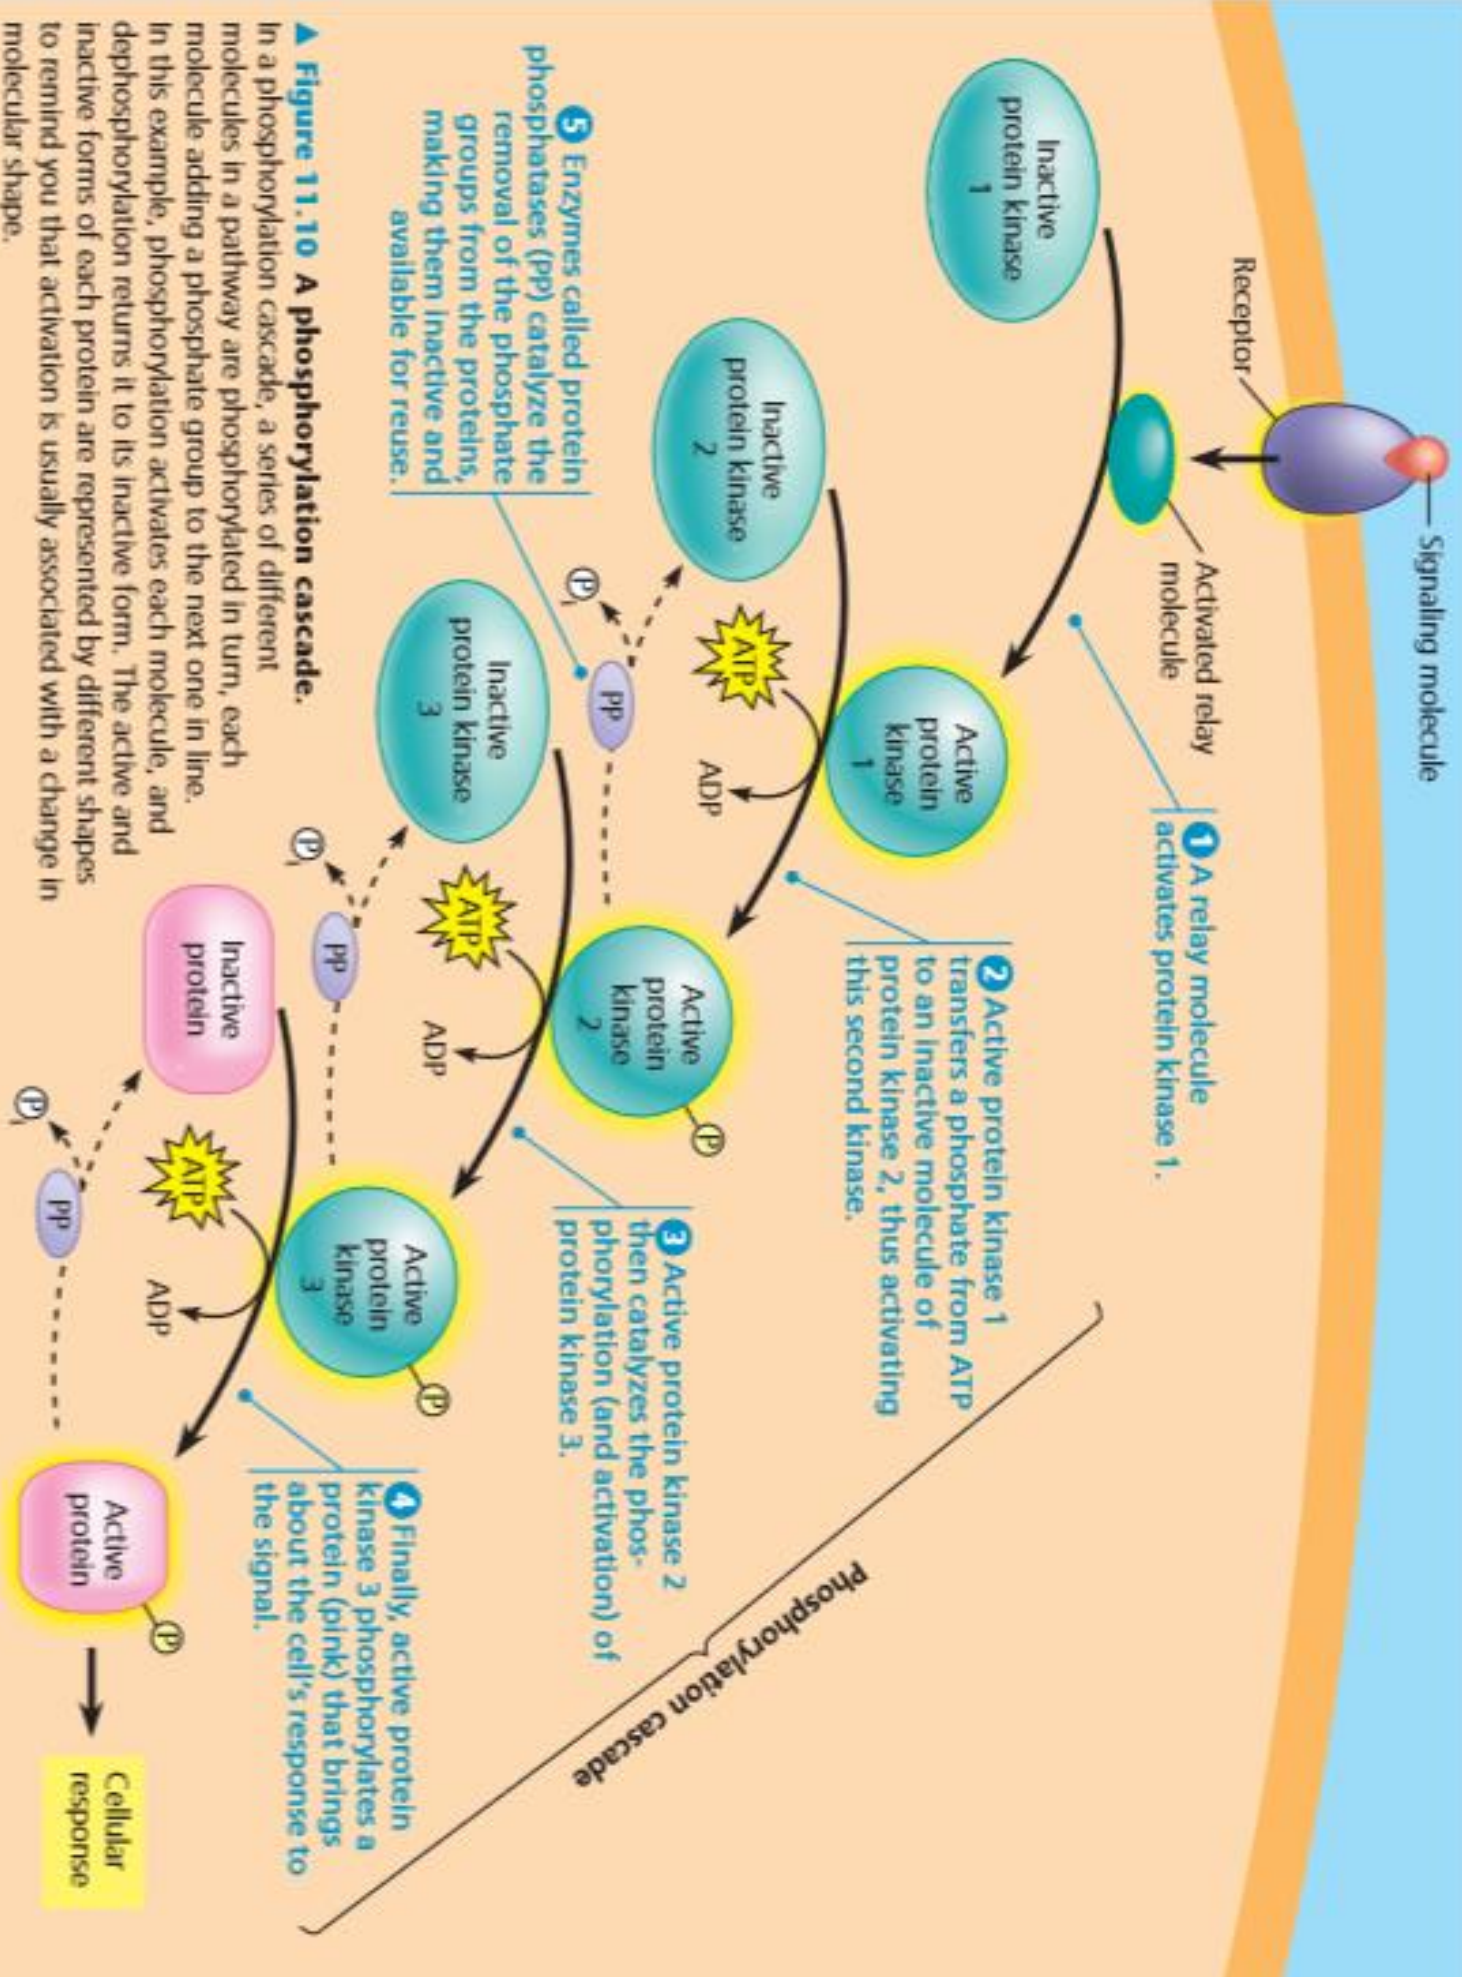 Signaling molecule
Receptor
Activated relay
molecule
Inactive
protein kinase
1
1 A relay molecule
activates protein kinase 1.
Active
protein
kinase
1
Inactive
protein kinase
2
ATP
ADP
2 Active protein kinase 1
transfers a phosphate from ATP
to an inactive molecule of
protein kinase 2, thus activating
this second kinase.
Phosphorylation cascade
Active
protein
kinase
2
P
PP
P i
Inactive
protein kinase
3
ATP
ADP
3 Active protein kinase 2
then catalyzes the phos-
phorylation (and activation) of
protein kinase 3.
5 Enzymes called protein
phosphatases (PP) catalyze the
removal of the phosphate
groups from the proteins,
making them inactive and
available for reuse.
Active
protein
kinase
3
P
PP
P i
Inactive
protein
ATP
ADP
4 Finally, active protein
kinase 3 phosphorylates a
protein (pink) that brings
about the cell's response to
the signal.
Active
protein
P
PP
P i
Cellular
response
▲ Figure 11.10 A phosphorylation cascade.
In a phosphorylation cascade, a series of different
molecules in a pathway are phosphorylated in turn, each
molecule adding a phosphate group to the next one in line.
In this example, phosphorylation activates each molecule, and
dephosphorylation returns it to its inactive form. The active and
inactive forms of each protein are represented by different shapes
to remind you that activation is usually associated with a change in
molecular shape.